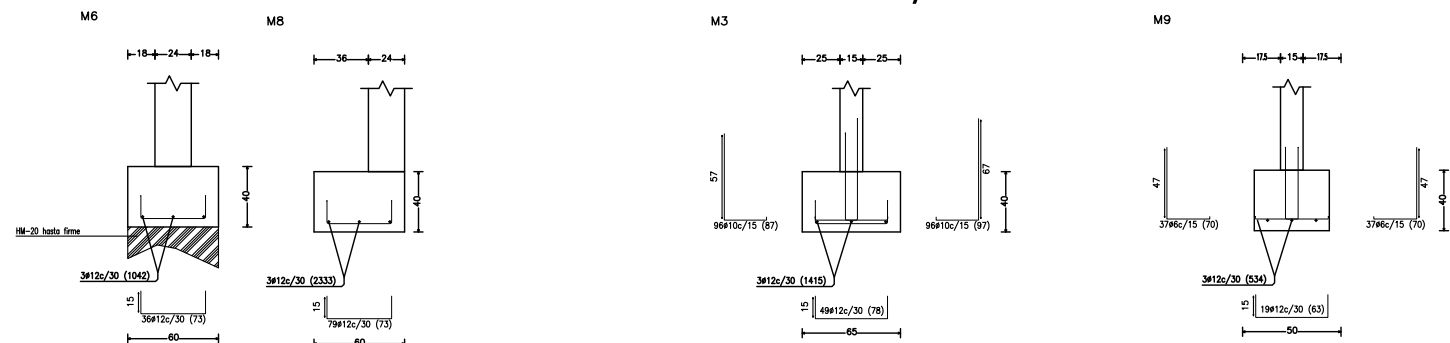 M6
M8
M3
M9
18 24 18
36 24
25 15 25
17.5 15 17.5
40
40
57
67
40
47
47
40
HM-20 hasta firme
96ø10c/15 (87)
96ø10c/15 (97)
37ø6c/15 (70)
37ø6c/15 (70)
3ø12c/30 (1042)
3ø12c/30 (2333)
3ø12c/30 (1415)
3ø12c/30 (534)
15
36ø12c/30 (73)
15
79ø12c/30 (73)
15
49ø12c/30 (78)
15
19ø12c/30 (63)
60
60
65
50